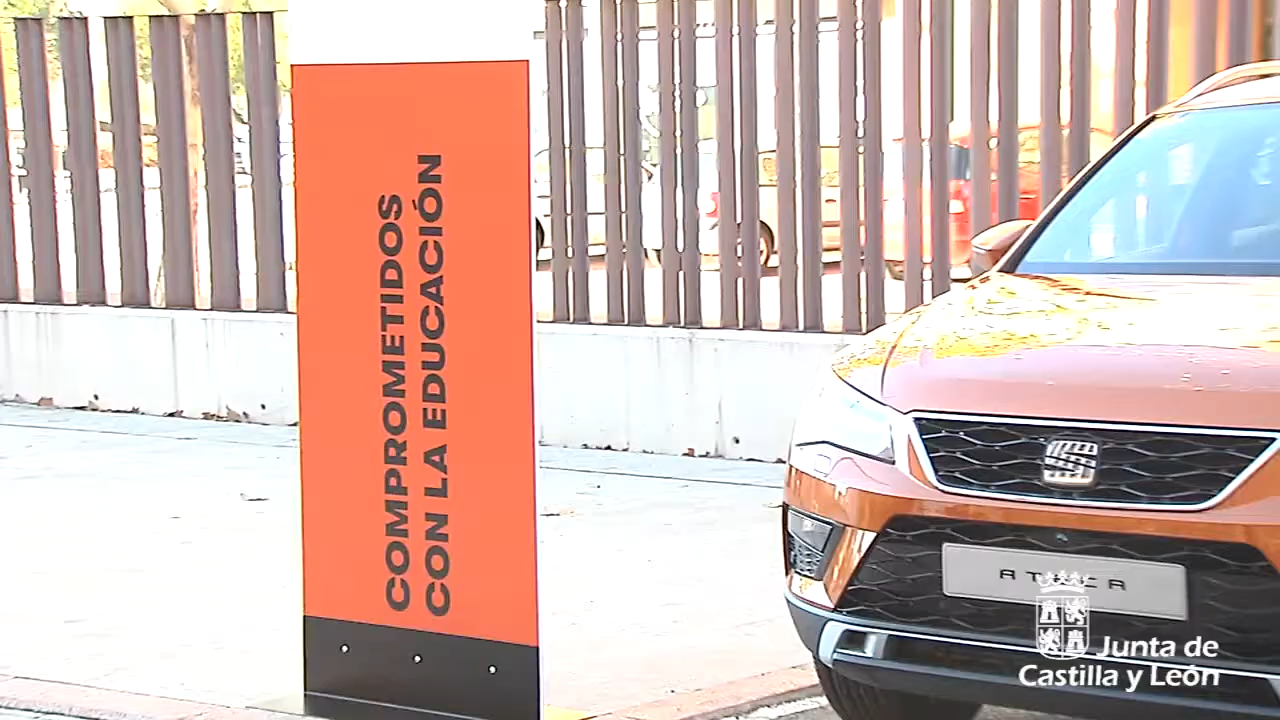 COMPROMETIDOS
CON LA EDUCACIÓN
ATECA
Junta de
Castilla y León